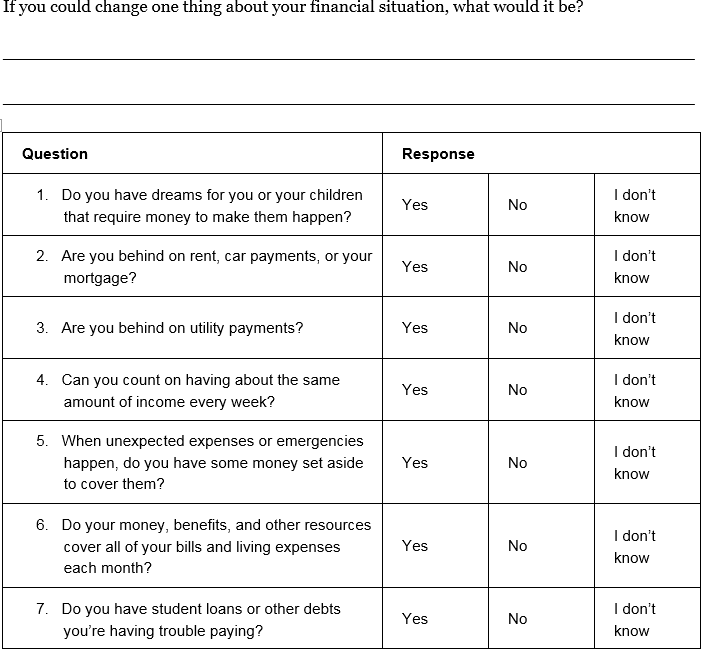 If you could change one thing about your financial situation, what would it be?
Question
Response
1. Do you have dreams for you or your children
that require money to make them happen?
Yes
No
I don’t
know
2. Are you behind on rent, car payments, or your
mortgage?
Yes
No
I don’t
know
3. Are you behind on utility payments?
Yes
No
I don’t
know
4. Can you count on having about the same
amount of income every week?
Yes
No
I don’t
know
5. When unexpected expenses or emergencies
happen, do you have some money set aside
to cover them?
Yes
No
I don’t
know
6. Do your money, benefits, and other resources
cover all of your bills and living expenses
each month?
Yes
No
I don’t
know
7. Do you have student loans or other debts
you’re having trouble paying?
Yes
No
I don’t
know